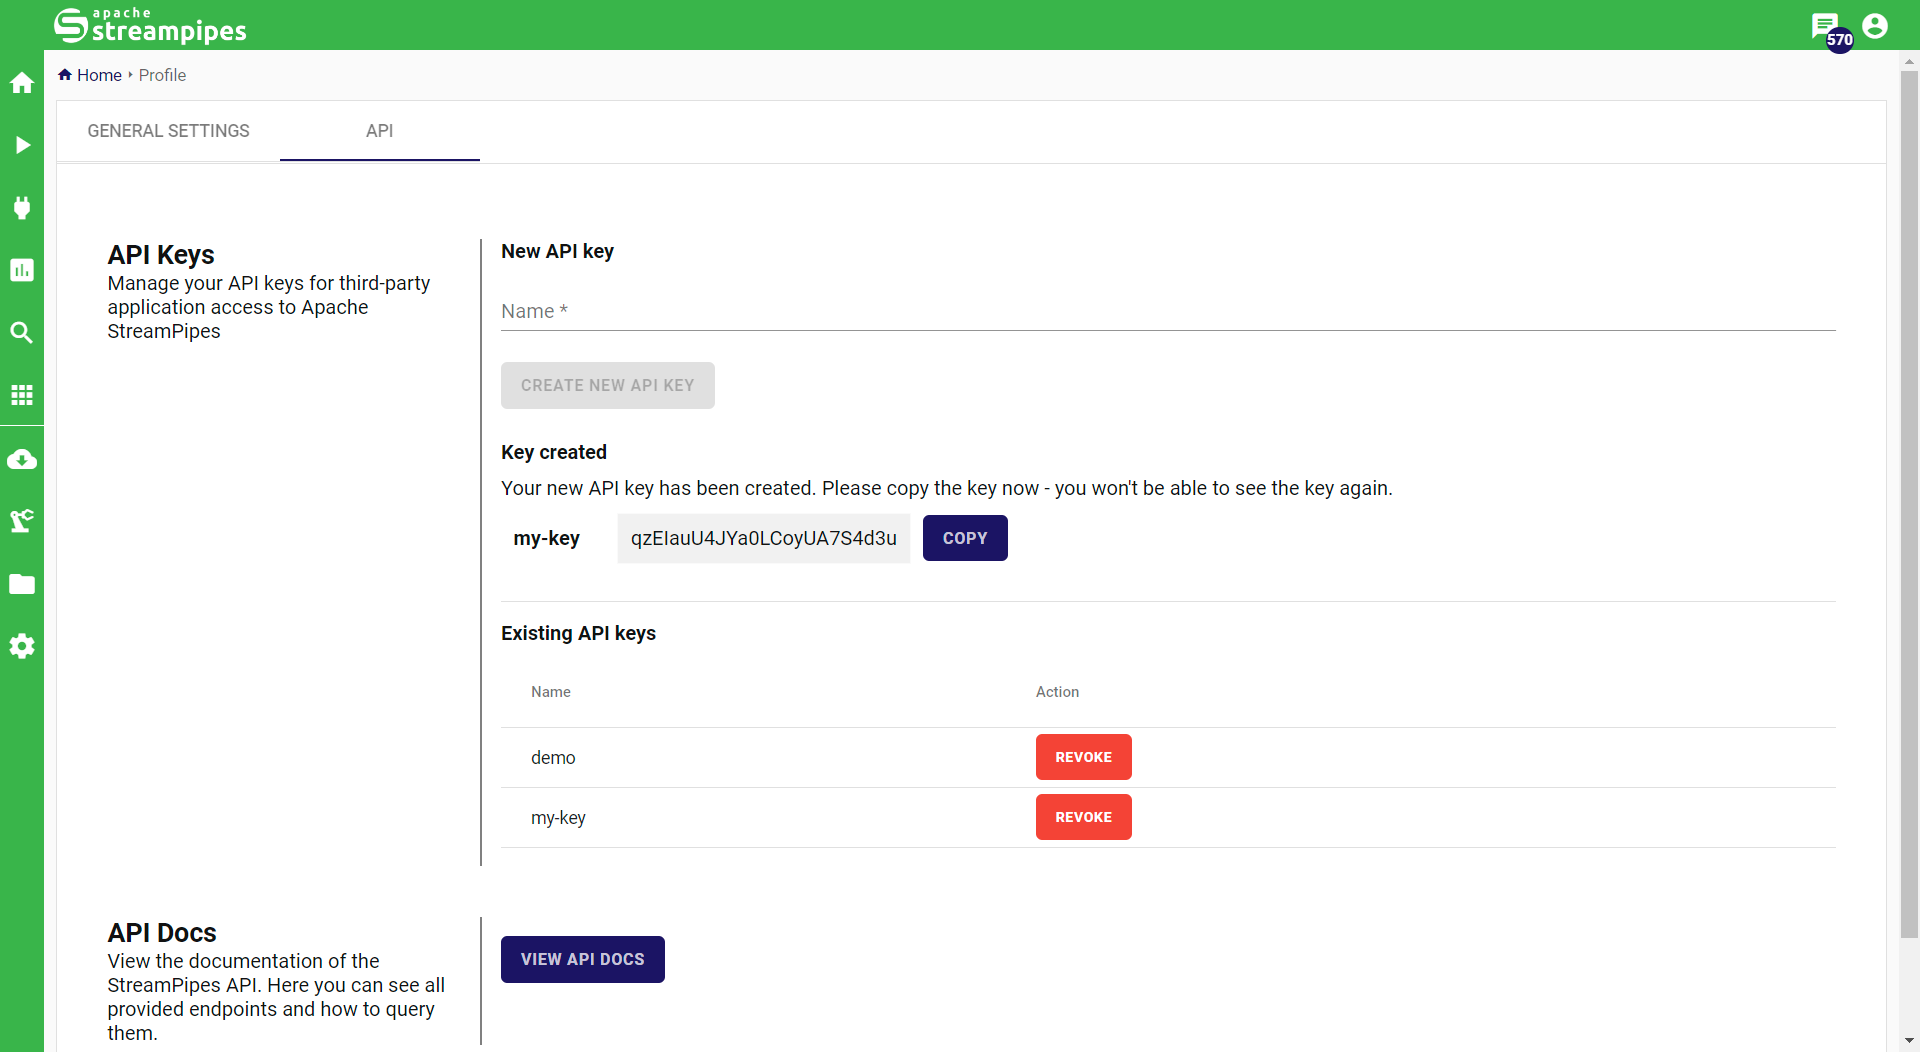 apache
streampipes
570
Home
Profile
GENERAL SETTINGS
API
API Keys
Manage your API keys for third-party
application access to Apache
StreamPipes
New API key
Name *
CREATE NEW API KEY
Key created
Your new API key has been created. Please copy the key now - you won't be able to see the key again.
my-key
qzEIauU4JYa0LCoyUA7S4d3u
COPY
Existing API keys
Name
Action
demo
REVOKE
my-key
REVOKE
API Docs
View the documentation of the
StreamPipes API. Here you can see all
provided endpoints and how to query
them.
VIEW API DOCS